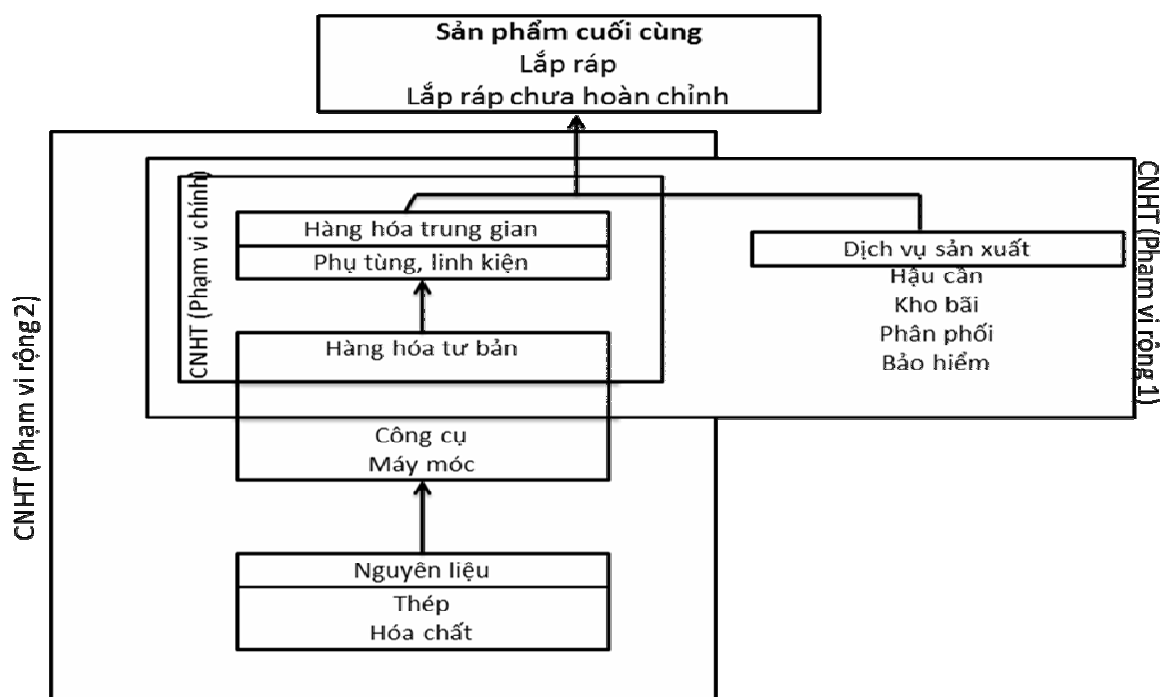 Sản phẩm cuối cùng
Lắp ráp
Lắp ráp chưa hoàn chỉnh
CNHT (Phạm vi rộng 2)
CNHT (Phạm vi chính)
Hàng hóa trung gian
Phụ tùng, linh kiện
Hàng hóa tư bản
Công cụ
Máy móc
Nguyên liệu
Thép
Hóa chất
Dịch vụ sản xuất
Hậu cần
Kho bãi
Phân phối
Bảo hiểm
CNHT (Phạm vi rộng 1)